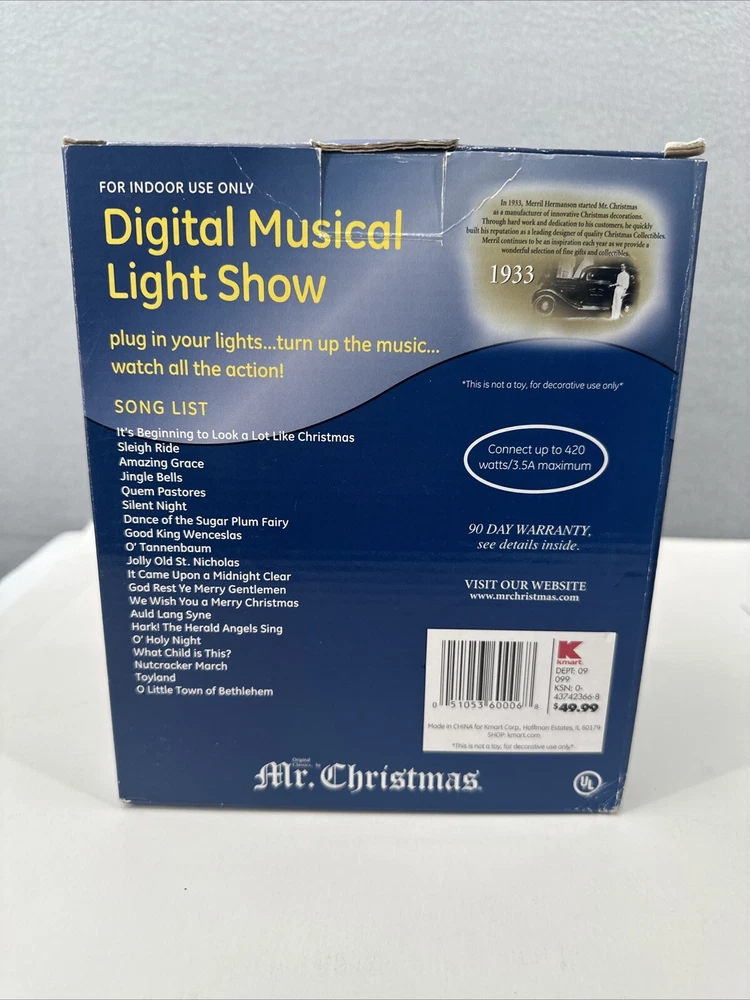 FOR INDOOR USE ONLY
Digital Musical
Light Show
plug in your lights...turn up the music...
watch all the action!
In 1933, Merril Hermanson started Mr. Christmas
as a manufacturer of innovative Christmas decorations.
Through hard work and dedication to his customers, he quickly
built his reputation as a leading designer of quality Christmas Collectibles.
Merril continues to be an inspiration each year as we provide a
wonderful selection of fine gifts and collectibles.
1933
*This is not a toy, for decorative use only*
SONG LIST
It's Beginning to Look a Lot Like Christmas
Sleigh Ride
Amazing Grace
Jingle Bells
Quem Pastores
Silent Night
Dance of the Sugar Plum Fairy
Good King Wenceslas
O' Tannenbaum
Jolly Old St. Nicholas
It Came Upon a Midnight Clear
God Rest Ye Merry Gentlemen
We Wish You a Merry Christmas
Auld Lang Syne
Hark! The Herald Angels Sing
O' Holy Night
What Child is This?
Nutcracker March
Toyland
O Little Town of Bethlehem
Connect up to 420
watts/3.5A maximum
90 DAY WARRANTY,
see details inside.
VISIT OUR WEBSITE
www.mrchristmas.com
K
kmart.
DEPT: 09
099
KSN: 0-
43742366-8
$49.99
0 51053 60006 8
Made in CHINA for Kmart Corp., Hoffman Estates, IL 60179
SHOP: kmart.com
*This is not a toy, for decorative use only*
Original
Classics by
Mr. Christmas
UL